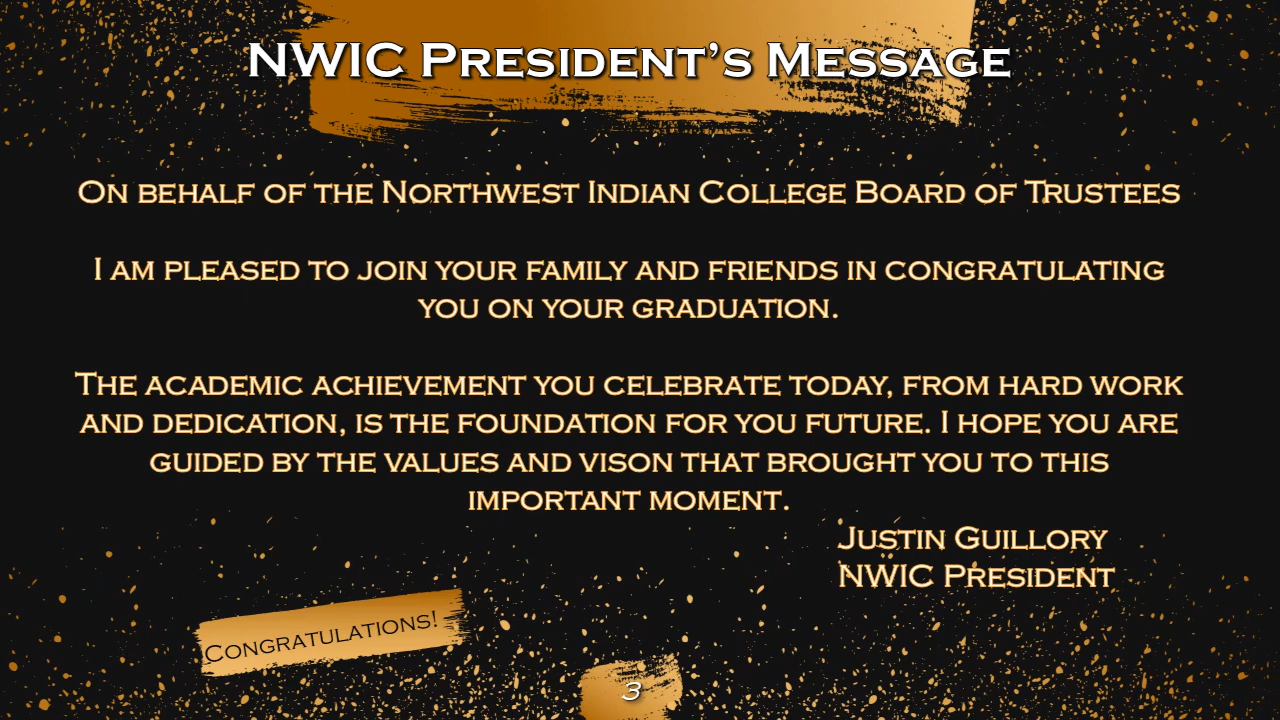 NWIC President’s Message
On behalf of the Northwest Indian College Board of Trustees
I am pleased to join your family and friends in congratulating
you on your graduation.
The academic achievement you celebrate today, from hard work
and dedication, is the foundation for you future. I hope you are
guided by the values and vison that brought you to this
important moment.
Justin Guillory
NWIC President
Congratulations!
3